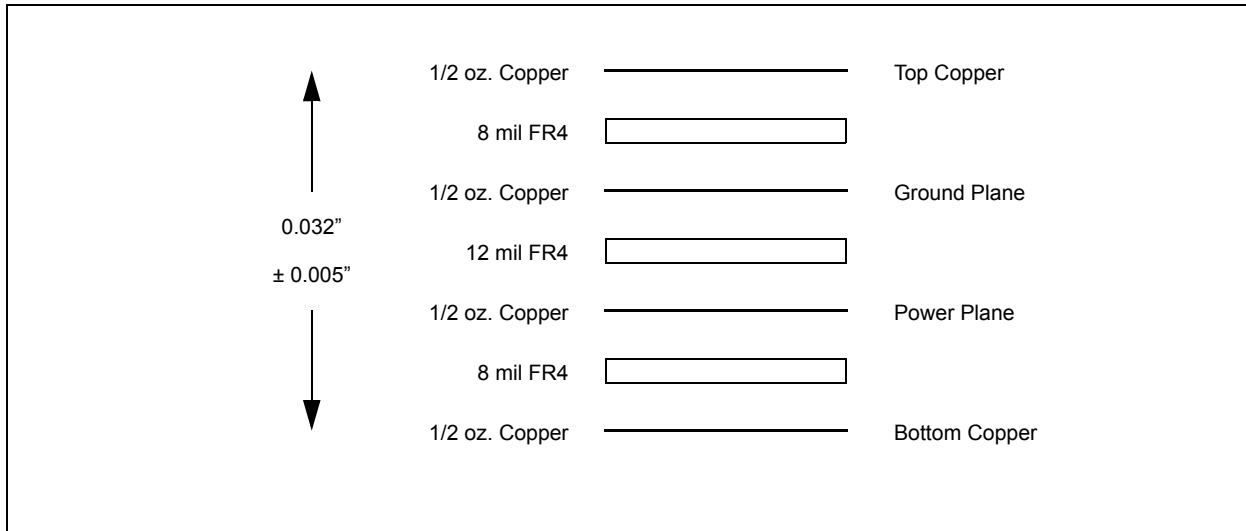 1/2 oz. Copper Top Copper
8 mil FR4
1/2 oz. Copper Ground Plane
0.032”
12 mil FR4
± 0.005”
1/2 oz. Copper Power Plane
8 mil FR4
1/2 oz. Copper Bottom Copper